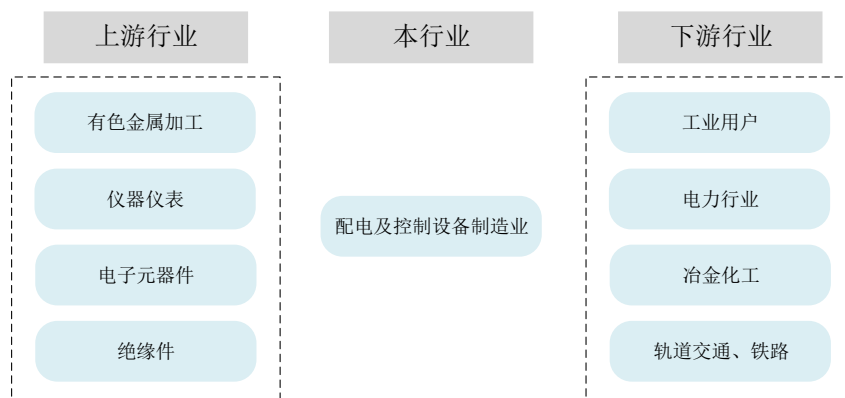 上游行业
本行业
下游行业
有色金属加工
工业用户
仪器仪表
电力行业
配电及控制设备制造业
电子元器件
冶金化工
绝缘件
轨道交通、铁路